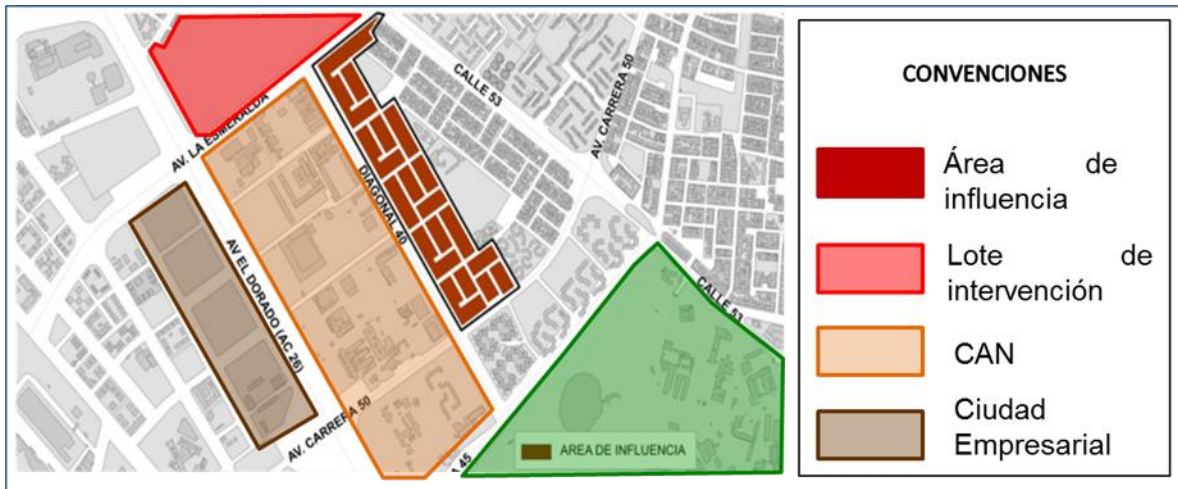 CALLE 53
AV. CARRERA 50
AV. LA ESMERALDA
DIAGONAL 40
AV EL DORADO (AC 26)
CALLE 53
AV. CARRERA 50
45
AREA DE INFLUENCIA
CONVENCIONES
Área de
influencia
Lote de
intervención
CAN
Ciudad
Empresarial